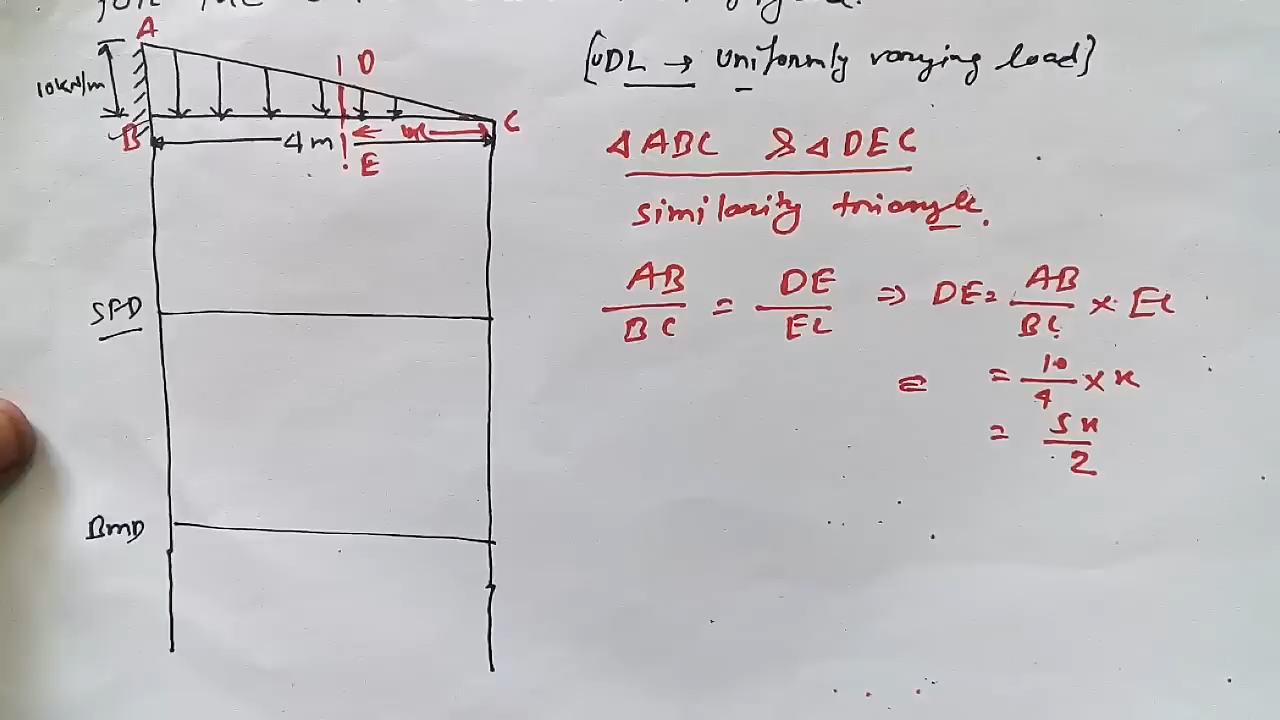 A
10kN/m
D
B
4 m
x
C
E
SFD
BMD
[UDL → Uniformly varying load]
△ABC & △DEC
similarity triangle.
AB/BC = DE/EC ⇒ DE = AB/BC × EC
= = 10/4 × x
= 5x/2